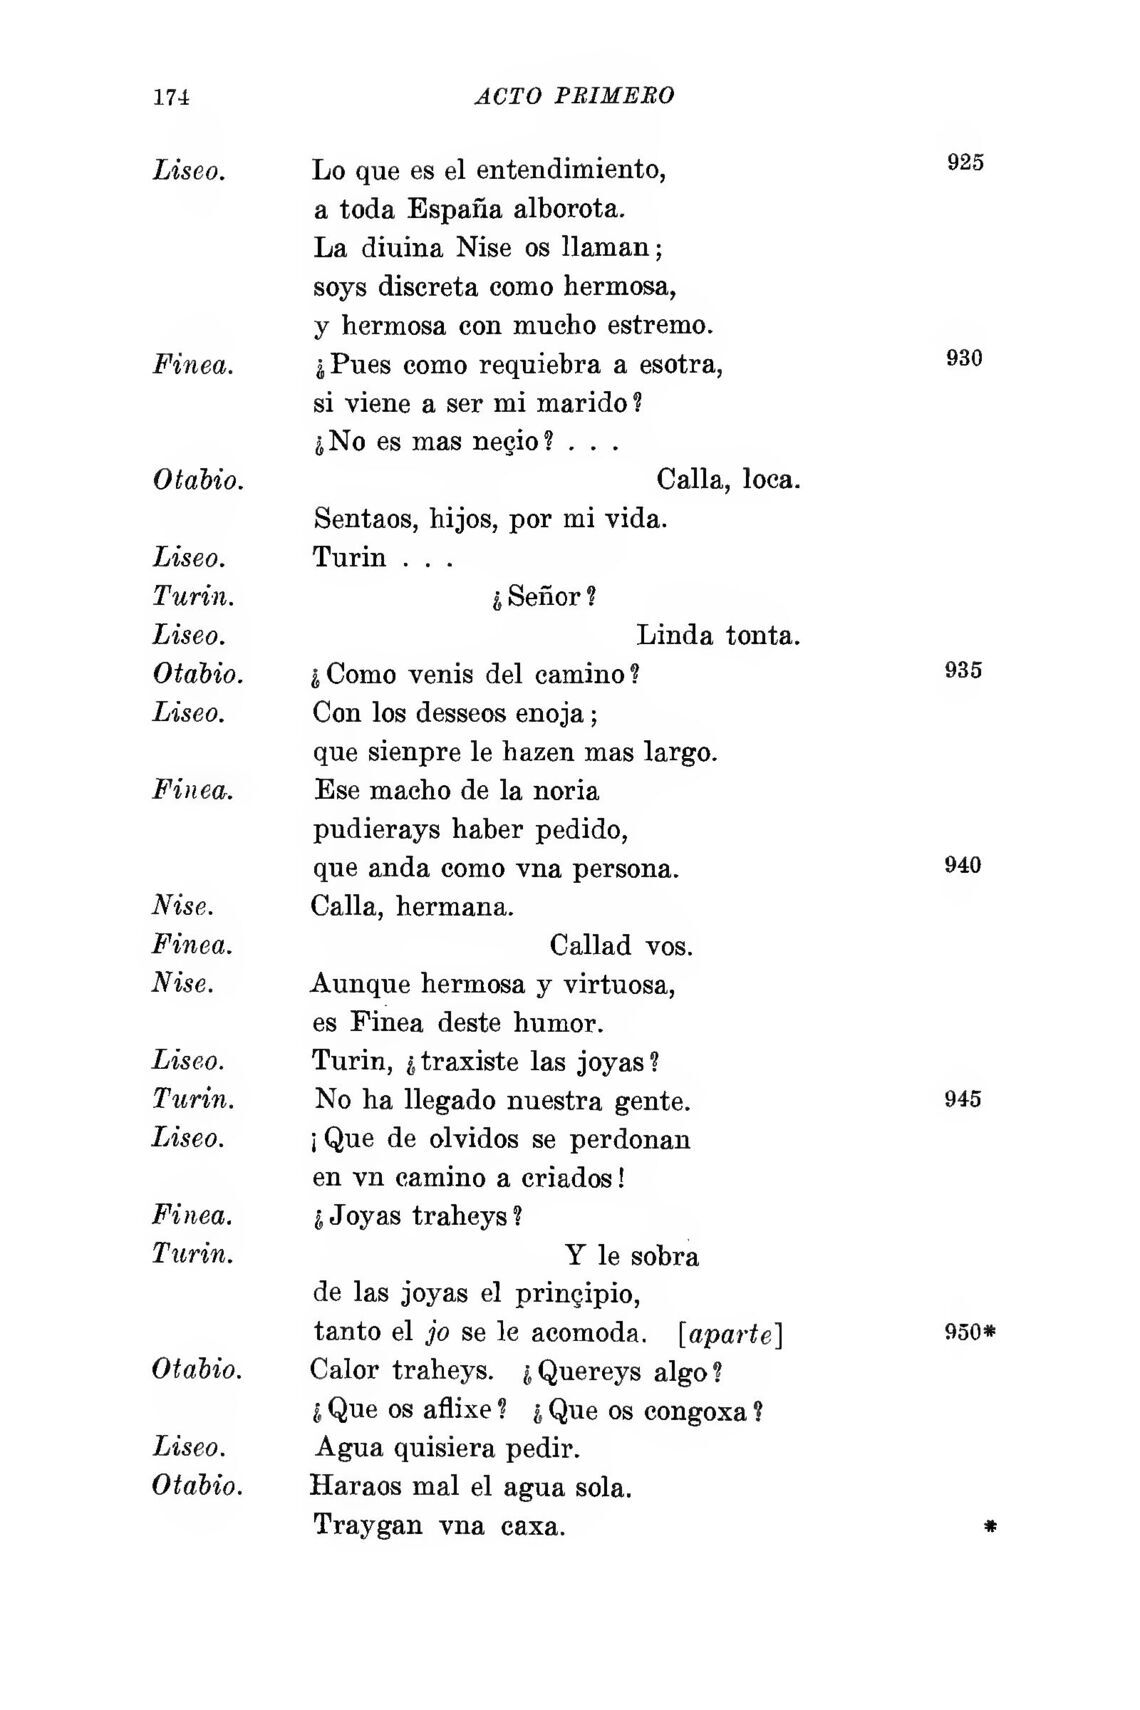 174 ACTO PRIMERO
Liseo. Lo que es el entendimiento, 925
a toda España alborota.
La diuina Nise os llaman;
soys discreta como hermosa,
y hermosa con mucho estremo.
Finea. ¿Pues como requiebra a esotra, 930
si viene a ser mi marido?
¿No es mas neçio? . . .
Otabio. Calla, loca.
Sentaos, hijos, por mi vida.
Liseo. Turin . . .
Turin. ¿Señor?
Liseo. Linda tonta.
Otabio. ¿Como venis del camino? 935
Liseo. Con los desseos enoja;
que sienpre le hazen mas largo.
Finea. Ese macho de la noria
pudierays haber pedido,
que anda como vna persona. 940
Nise. Calla, hermana.
Finea. Callad vos.
Nise. Aunque hermosa y virtuosa,
es Finea deste humor.
Liseo. Turin, ¿traxiste las joyas?
Turin. No ha llegado nuestra gente. 945
Liseo. ¡Que de olvidos se perdonan
en vn camino a criados!
Finea. ¿Joyas traheys?
Turin. Y le sobra
de las joyas el prinçipio,
tanto el jo se le acomoda. [aparte] 950*
Otabio. Calor traheys. ¿Quereys algo?
¿Que os aflixe? ¿Que os congoxa?
Liseo. Agua quisiera pedir.
Otabio. Haraos mal el agua sola.
Traygan vna caxa. *